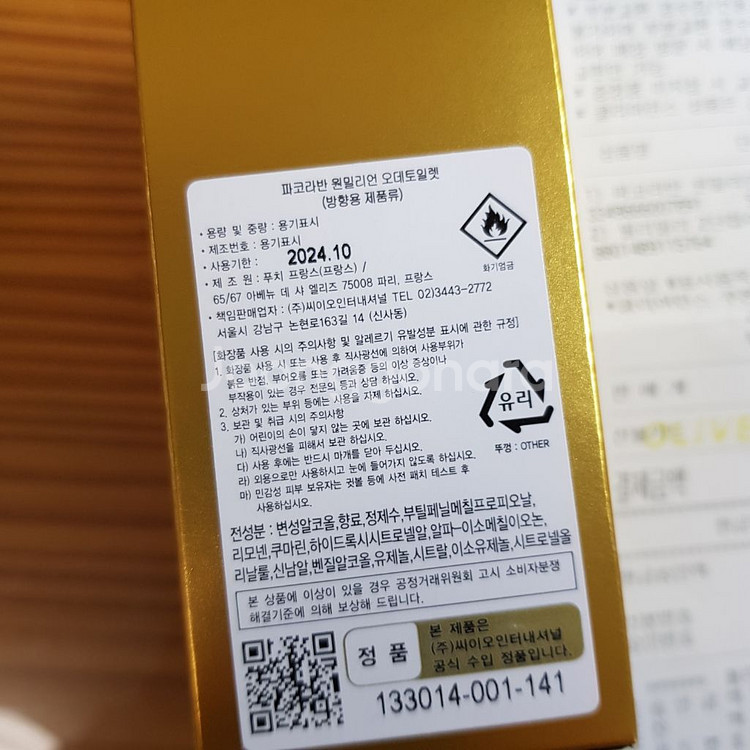 파코라반 원밀리언 오데토일렛
(방향용 제품류)
• 용량 및 중량 : 용기표시
• 제조번호 : 용기표시
• 사용기한 : 2024.10
• 제 조 원 : 푸치 프랑스(프랑스) /
65/67 아베뉴 데 샤 엘리즈 75008 파리, 프랑스
• 책임판매업자 : (주)씨이오인터내셔널 TEL 02)3443-2772
서울시 강남구 논현로163길 14 (신사동)
화기엄금
[화장품 사용 시의 주의사항 및 알레르기 유발성분 표시에 관한 규정]
1. 화장품 사용 시 또는 사용 후 직사광선에 의하여 사용부위가
붉은 반점, 부어오름 또는 가려움증 등의 이상 증상이나
부작용이 있는 경우 전문의 등과 상담 하십시오.
2. 상처가 있는 부위 등에는 사용을 자제 하십시오.
3. 보관 및 취급 시의 주의사항
가) 어린이의 손이 닿지 않는 곳에 보관 하십시오.
나) 직사광선을 피해서 보관 하십시오.
다) 사용 후에는 반드시 마개를 닫아 두십시오.
라) 외용으로만 사용하시고 눈에 들어가지 않도록 하십시오.
마) 민감성 피부 보유자는 귓볼 등에 사전 패치 테스트 후
사용하십시오.
유리
뚜껑 : OTHER
전성분 : 변성알코올,향료,정제수,부틸페닐메칠프로피오날,
리모넨,쿠마린,하이드록시시트로넬알,알파-이소메칠이오논,
리날룰,신남알,벤질알코올,유제놀,시트랄,이소유제놀,시트로넬올
본 상품에 이상이 있을 경우 공정거래위원회 고시 소비자분쟁
해결기준에 의해 보상해 드립니다.
정 품
본 제품은
(주)씨이오인터내셔널
공식 수입 정품입니다.
133014-001-141